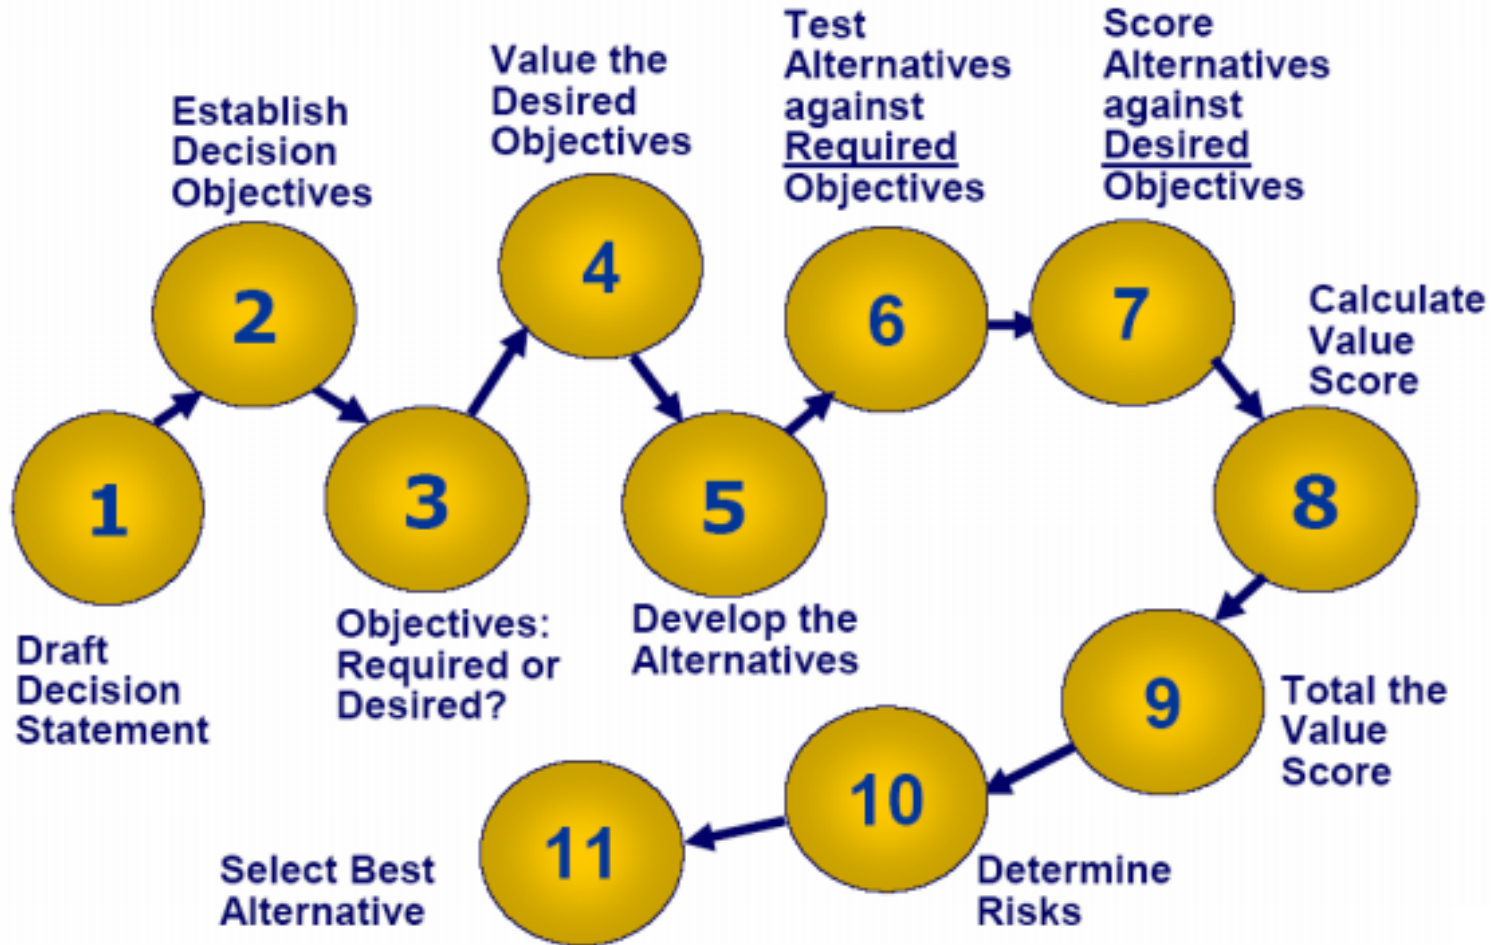 1
Draft
Decision
Statement
2
Establish
Decision
Objectives
3
Objectives:
Required or
Desired?
4
Value the
Desired
Objectives
5
Develop the
Alternatives
6
Test
Alternatives
against
Required
Objectives
7
Score
Alternatives
against
Desired
Objectives
8
Calculate
Value
Score
9
Total the
Value
Score
10
Determine
Risks
11
Select Best
Alternative